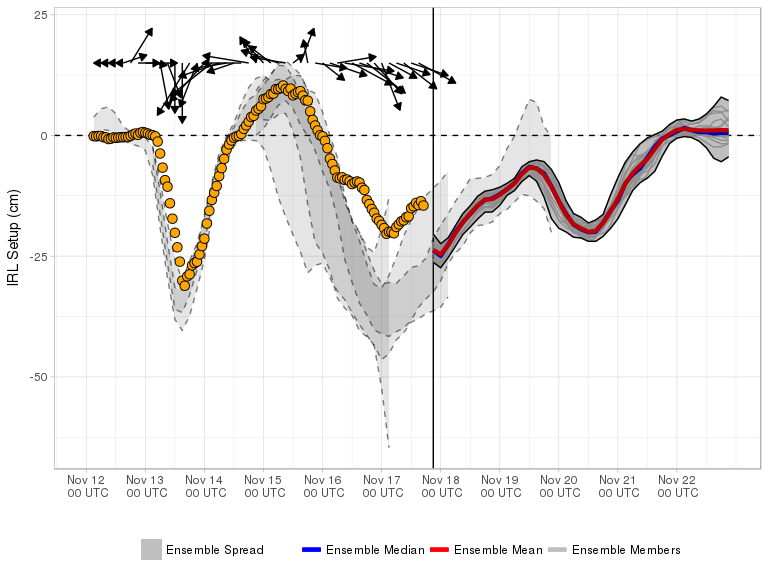 25
0
-25
-50
IRL Setup (cm)
Nov 12 Nov 13 Nov 14 Nov 15 Nov 16 Nov 17 Nov 18 Nov 19 Nov 20 Nov 21 Nov 22
00 UTC 00 UTC 00 UTC 00 UTC 00 UTC 00 UTC 00 UTC 00 UTC 00 UTC 00 UTC 00 UTC
Ensemble Spread Ensemble Median Ensemble Mean Ensemble Members